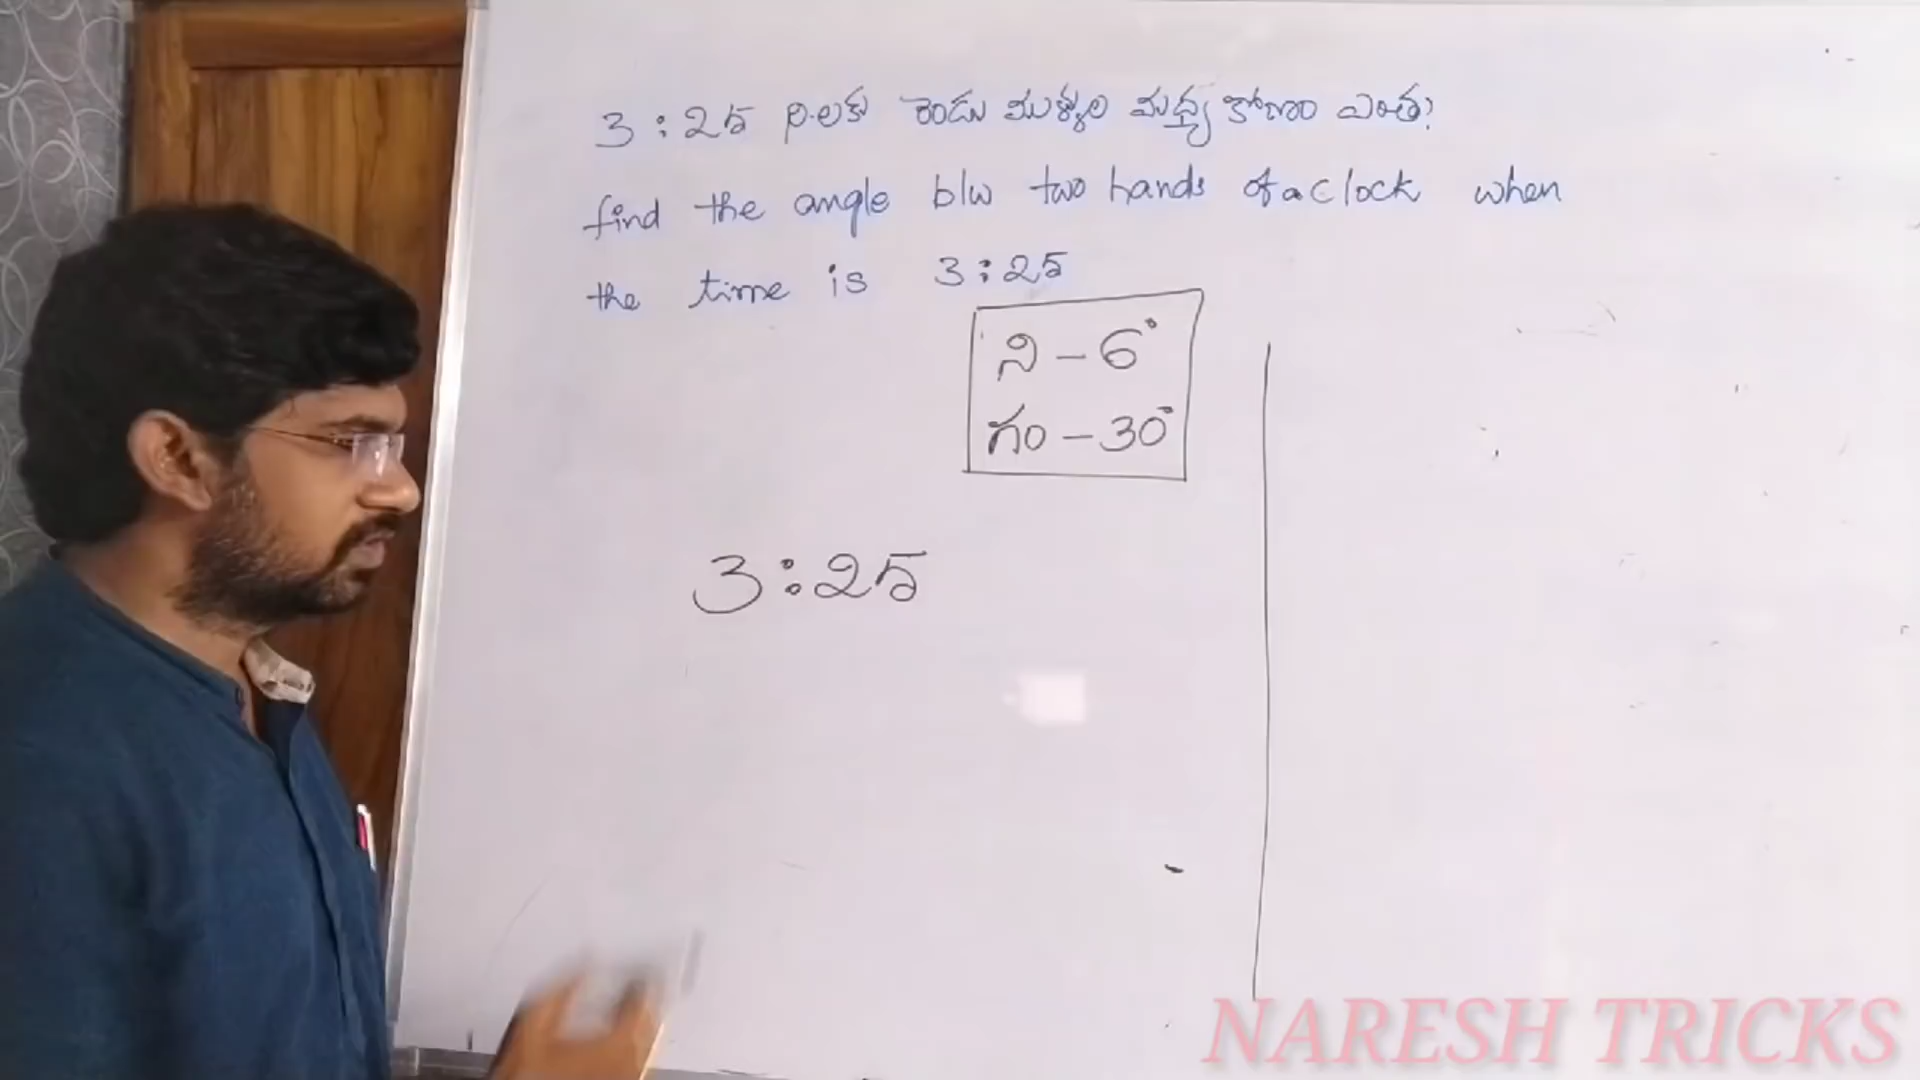 3:25 ని.లకు రెండు ముళ్ళుల మధ్య కోణం ఎంత?
find the angle b/w two hands of a clock when
the time is 3:25
ని - 6°
గం - 30°
3:25
NARESH TRICKS